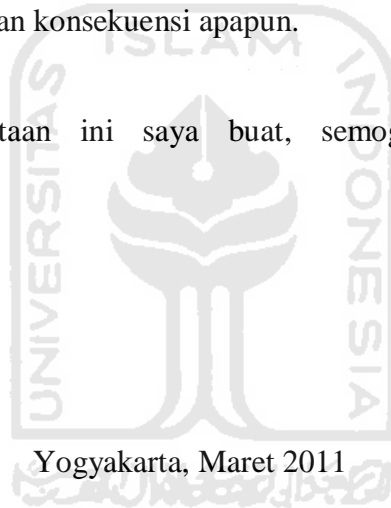 an konsekuensi apapun.
taan ini saya buat, semog
Yogyakarta, Maret 2011
UNIVERSITAS
ISLAM
INDONESIA